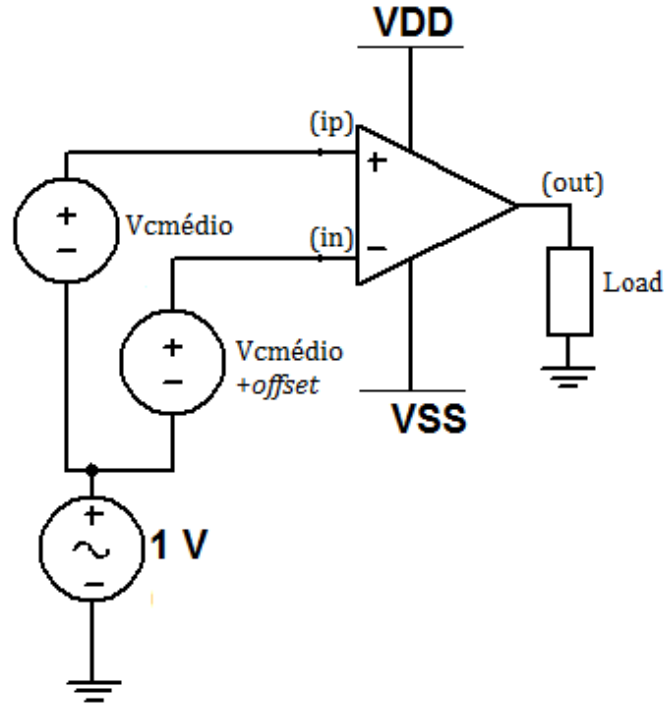 VDD
(ip)
+
+
−
Vcmédio
(out)
(in)
−
Load
+
−
Vcmédio
+offset
VSS
+
−
1 V